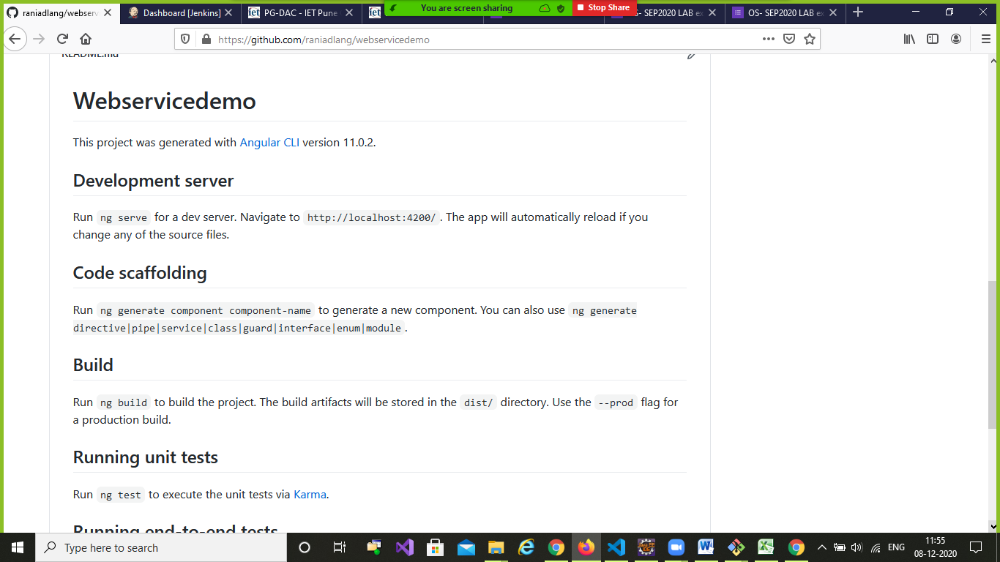 raniadlang/webserv
Dashboard [Jenkins]
PG-DAC - IET Pune
iet
You are screen sharing
Stop Share
S- SEP2020 LAB ex
OS- SEP2020 LAB ex
https://github.com/raniadlang/webservicedemo
README.md
Webservicedemo
This project was generated with Angular CLI version 11.0.2.
Development server
Run ng serve for a dev server. Navigate to http://localhost:4200/ . The app will automatically reload if you
change any of the source files.
Code scaffolding
Run ng generate component component-name to generate a new component. You can also use ng generate
directive|pipe|service|class|guard|interface|enum|module .
Build
Run ng build to build the project. The build artifacts will be stored in the dist/ directory. Use the --prod flag for
a production build.
Running unit tests
Run ng test to execute the unit tests via Karma.
Running end-to-end tests
Type here to search
ENG
11:55
08-12-2020